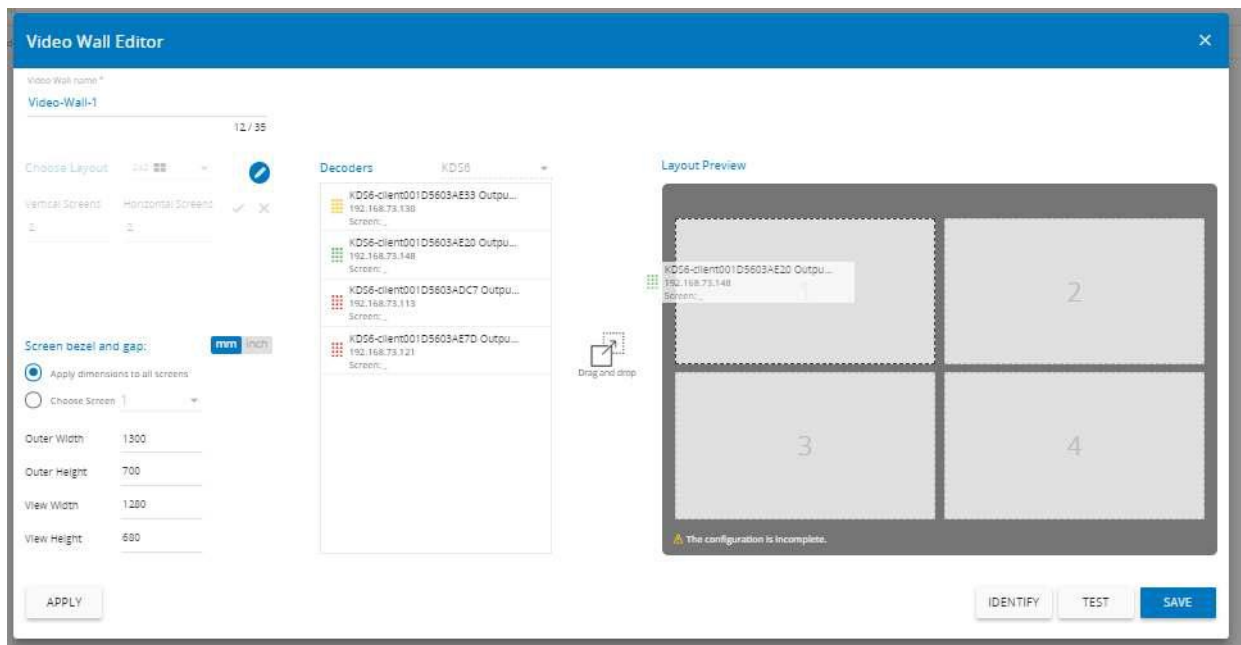 Video Wall Editor
Video Wall name *
Video-Wall-1
12 / 35
Choose Layout 2x2
Vertical Screens Horizontal Screens
2 2
Screen bezel and gap: mm inch
Apply dimensions to all screens
Choose Screen 1
Outer Width 1300
Outer Height 700
View Width 1280
View Height 680
APPLY
Decoders KDS6
KDS6-client001D5603AE33 Outpu...
192.168.73.130
Screen: _
KDS6-client001D5603AE20 Outpu...
192.168.73.148
Screen: _
KDS6-client001D5603ADC7 Outpu...
192.168.73.113
Screen: _
KDS6-client001D5603AE7D Outpu...
192.168.73.121
Screen: _
Drag and drop
Layout Preview
KDS6-client001D5603AE20 Outpu...
192.168.73.148
Screen: _
1
2
3
4
The configuration is incomplete.
IDENTIFY TEST SAVE